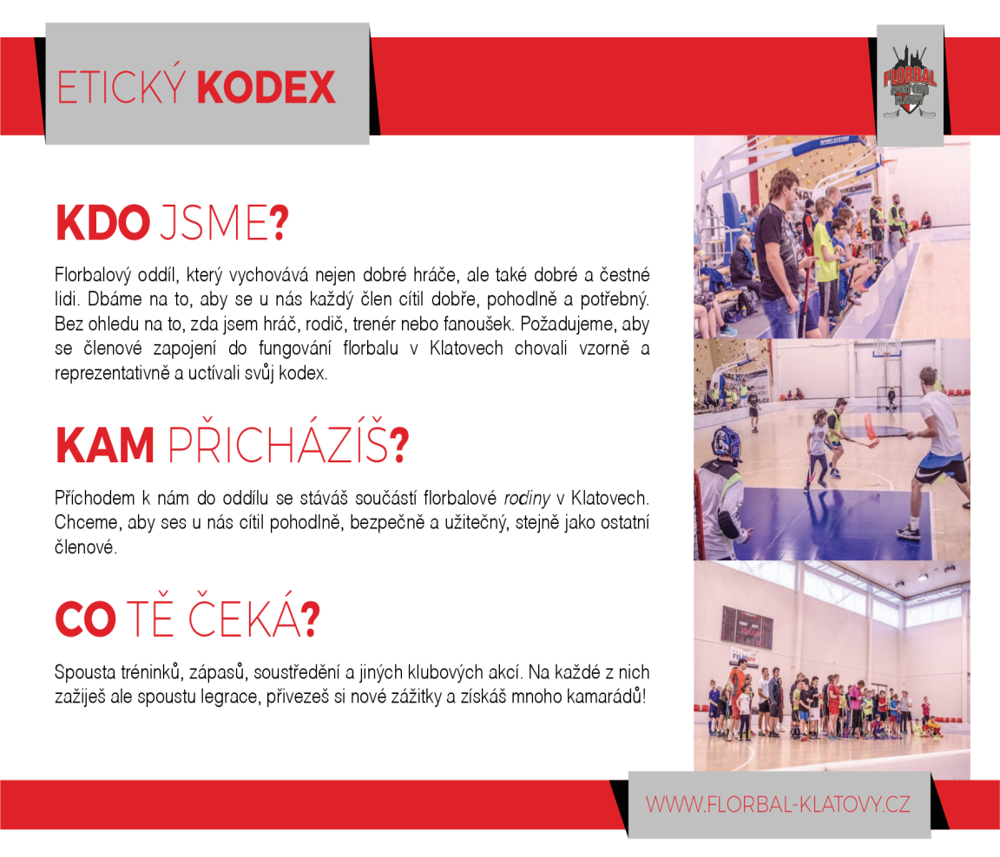 ETICKÝ KODEX
FLORBAL
SPORT CLUB
KLATOVY
KDO JSME?
Florbalový oddíl, který vychovává nejen dobré hráče, ale také dobré a čestné
lidi. Dbáme na to, aby se u nás každý člen cítil dobře, pohodlně a potřebný.
Bez ohledu na to, zda jsem hráč, rodič, trenér nebo fanoušek. Požadujeme, aby
se členové zapojení do fungování florbalu v Klatovech chovali vzorně a
reprezentativně a uctívali svůj kodex.
KAM PŘICHÁZÍŠ?
Příchodem k nám do oddílu se stáváš součástí florbalové rodiny v Klatovech.
Chceme, aby ses u nás cítil pohodlně, bezpečně a užitečný, stejně jako ostatní
členové.
CO TĚ ČEKÁ?
Spousta tréninků, zápasů, soustředění a jiných klubových akcí. Na každé z nich
zažiješ ale spoustu legrace, přivezeš si nové zážitky a získáš mnoho kamarádů!
SPORT SYSTEM
WWW.FLORBAL-KLATOVY.CZ